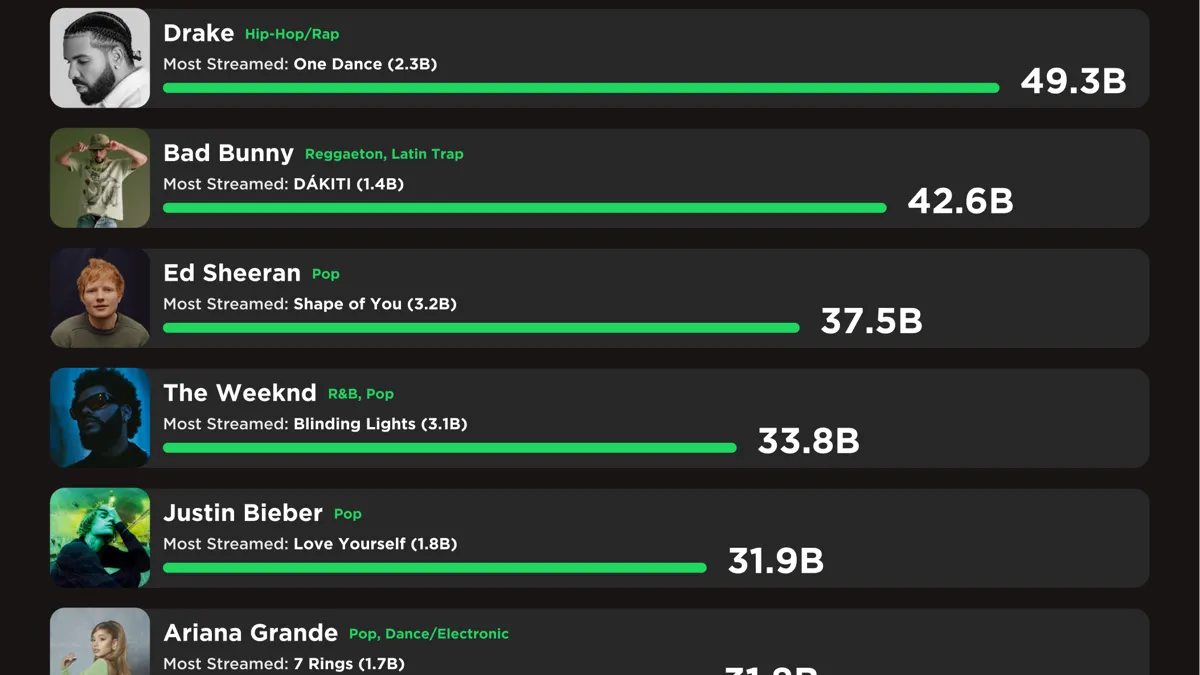 Drake Hip-Hop/Rap
Most Streamed: One Dance (2.3B)
49.3B
Bad Bunny Reggaeton, Latin Trap
Most Streamed: DÁKITI (1.4B)
42.6B
Ed Sheeran Pop
Most Streamed: Shape of You (3.2B)
37.5B
The Weeknd R&B, Pop
Most Streamed: Blinding Lights (3.1B)
33.8B
Justin Bieber Pop
Most Streamed: Love Yourself (1.8B)
31.9B
Ariana Grande Pop, Dance/Electronic
Most Streamed: 7 Rings (1.7B)